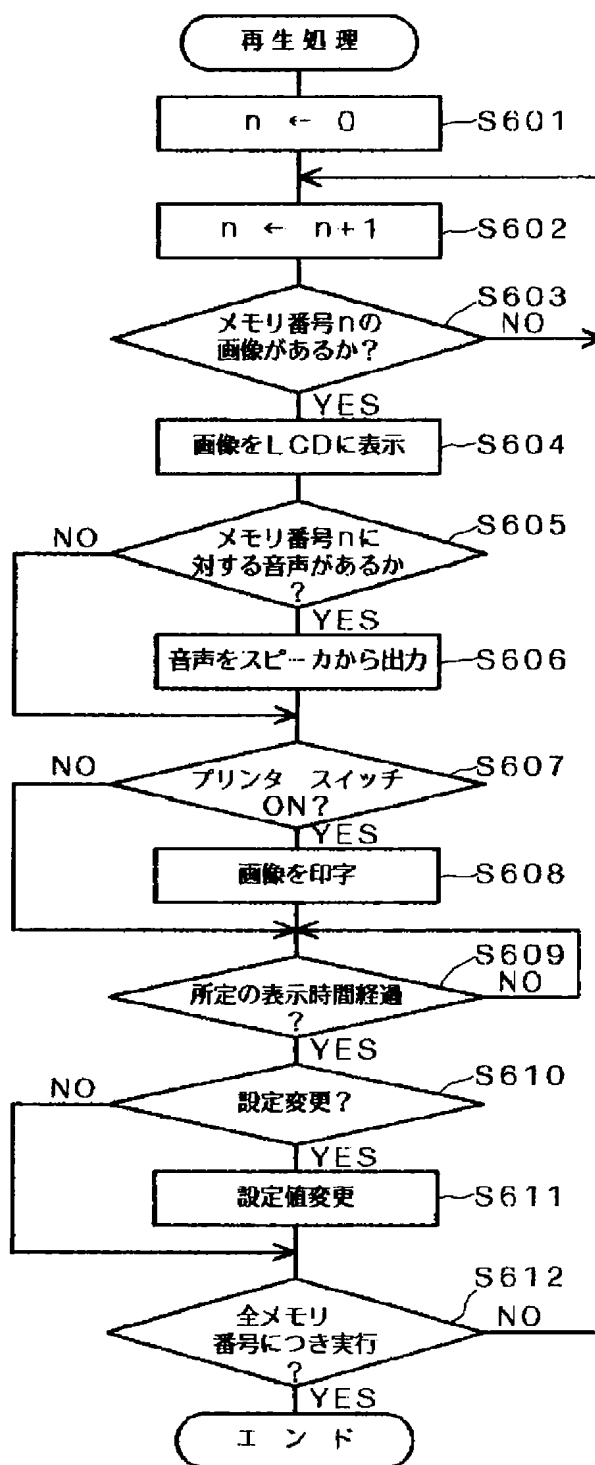 再生処理
n ← 0
S601
n ← n+1
S602
S603
メモリ番号nの
画像があるか?
NO
YES
画像をLCDに表示
S604
S605
NO
メモリ番号nに
対する音声があるか
?
YES
音声をスピーカから出力
S606
S607
NO
プリンタ スイッチ
ON?
YES
画像を印字
S608
S609
所定の表示時間経過
?
NO
YES
S610
NO
設定変更?
YES
設定値変更
S611
S612
全メモリ
番号につき実行
?
NO
YES
エンド